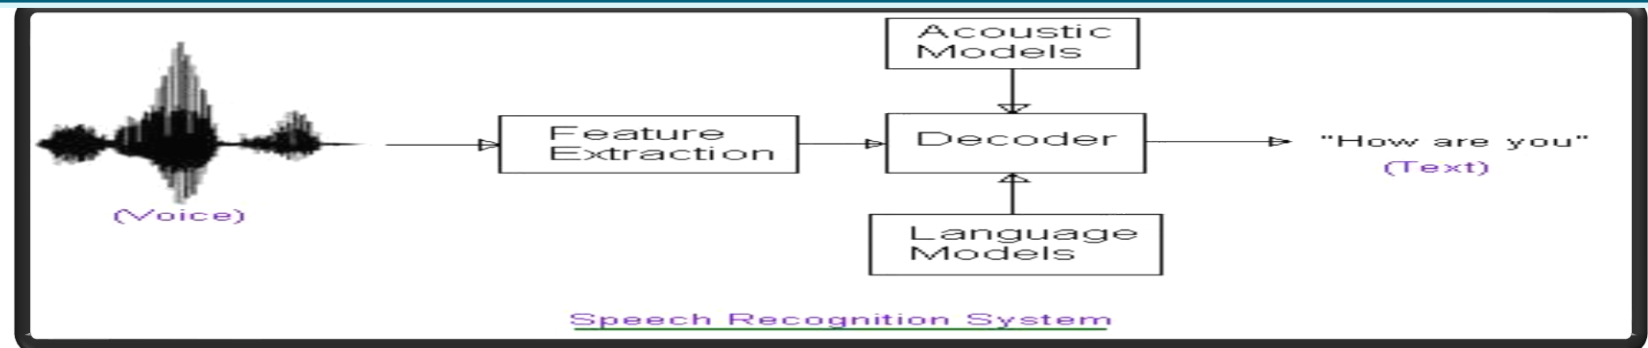 Acoustic
Models
Feature
Extraction
Decoder
"How are you"
(Text)
(Voice)
Language
Models
Speech Recognition System